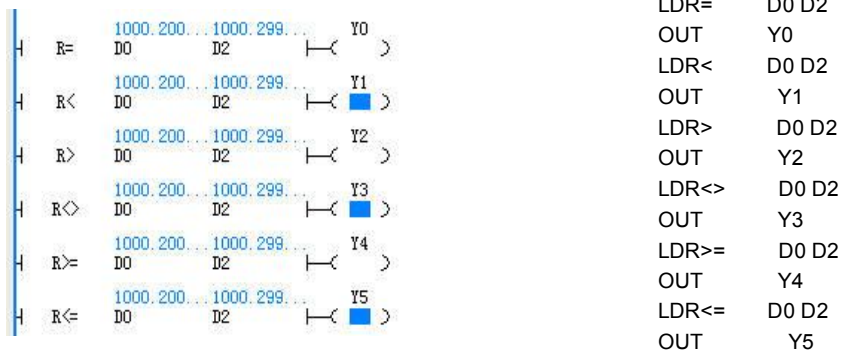 1000.200...1000.299... Y0
R= D0 D2
1000.200...1000.299... Y1
R< D0 D2
1000.200...1000.299... Y2
R> D0 D2
1000.200...1000.299... Y3
R<> D0 D2
1000.200...1000.299... Y4
R>= D0 D2
1000.200...1000.299... Y5
R<= D0 D2
LDR= D0 D2
OUT Y0
LDR< D0 D2
OUT Y1
LDR> D0 D2
OUT Y2
LDR<> D0 D2
OUT Y3
LDR>= D0 D2
OUT Y4
LDR<= D0 D2
OUT Y5